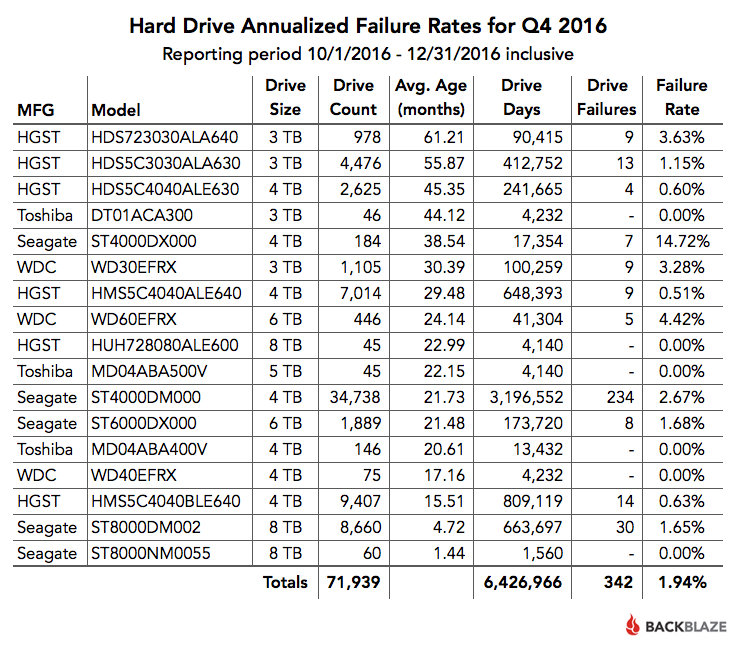 Hard Drive Annualized Failure Rates for Q4 2016
Reporting period 10/1/2016 - 12/31/2016 inclusive
MFG Model Drive Size Drive Count Avg. Age (months) Drive Days Drive Failures Failure Rate
HGST HDS723030ALA640 3 TB 978 61.21 90,415 9 3.63%
HGST HDS5C3030ALA630 3 TB 4,476 55.87 412,752 13 1.15%
HGST HDS5C4040ALE630 4 TB 2,625 45.35 241,665 4 0.60%
Toshiba DT01ACA300 3 TB 46 44.12 4,232 - 0.00%
Seagate ST4000DX000 4 TB 184 38.54 17,354 7 14.72%
WDC WD30EFRX 3 TB 1,105 30.39 100,259 9 3.28%
HGST HMS5C4040ALE640 4 TB 7,014 29.48 648,393 9 0.51%
WDC WD60EFRX 6 TB 446 24.14 41,304 5 4.42%
HGST HUH728080ALE600 8 TB 45 22.99 4,140 - 0.00%
Toshiba MD04ABA500V 5 TB 45 22.15 4,140 - 0.00%
Seagate ST4000DM000 4 TB 34,738 21.73 3,196,552 234 2.67%
Seagate ST6000DX000 6 TB 1,889 21.48 173,720 8 1.68%
Toshiba MD04ABA400V 4 TB 146 20.61 13,432 - 0.00%
WDC WD40EFRX 4 TB 75 17.16 4,232 - 0.00%
HGST HMS5C4040BLE640 4 TB 9,407 15.51 809,119 14 0.63%
Seagate ST8000DM002 8 TB 8,660 4.72 663,697 30 1.65%
Seagate ST8000NM0055 8 TB 60 1.44 1,560 - 0.00%
Totals 71,939 6,426,966 342 1.94%
BACKBLAZE